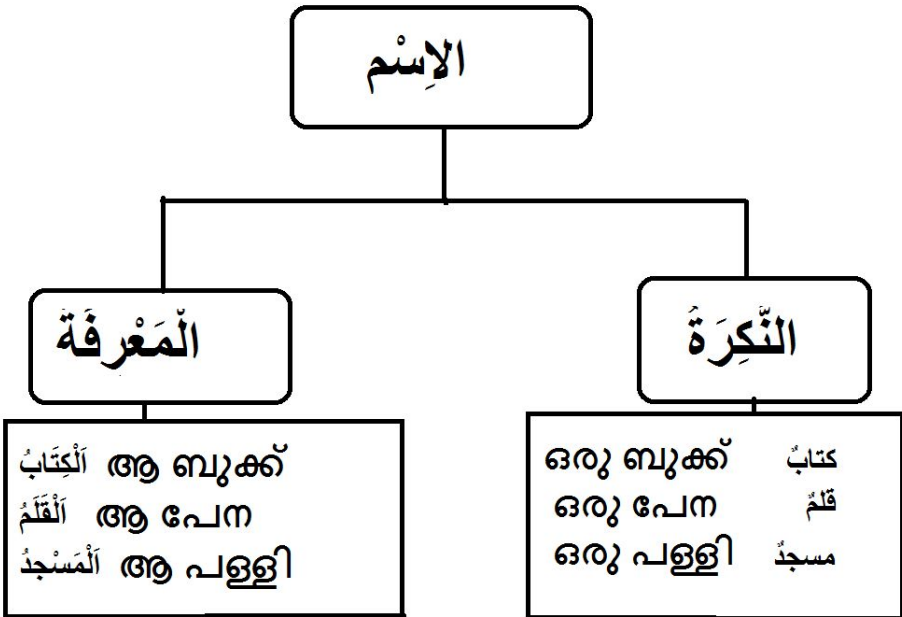 الاِسْم
النَّكِرَةُ
الْمَعْرِفَة
ഒരു ബുക്ക് كتابٌ
ഒരു പേന قلمٌ
ഒരു പള്ളി مسجدٌ
اَلْكِتَابُ ആ ബുക്ക്
اَلْقَلَمُ ആ പേന
اَلْمَسْجِدُ ആ പള്ളി